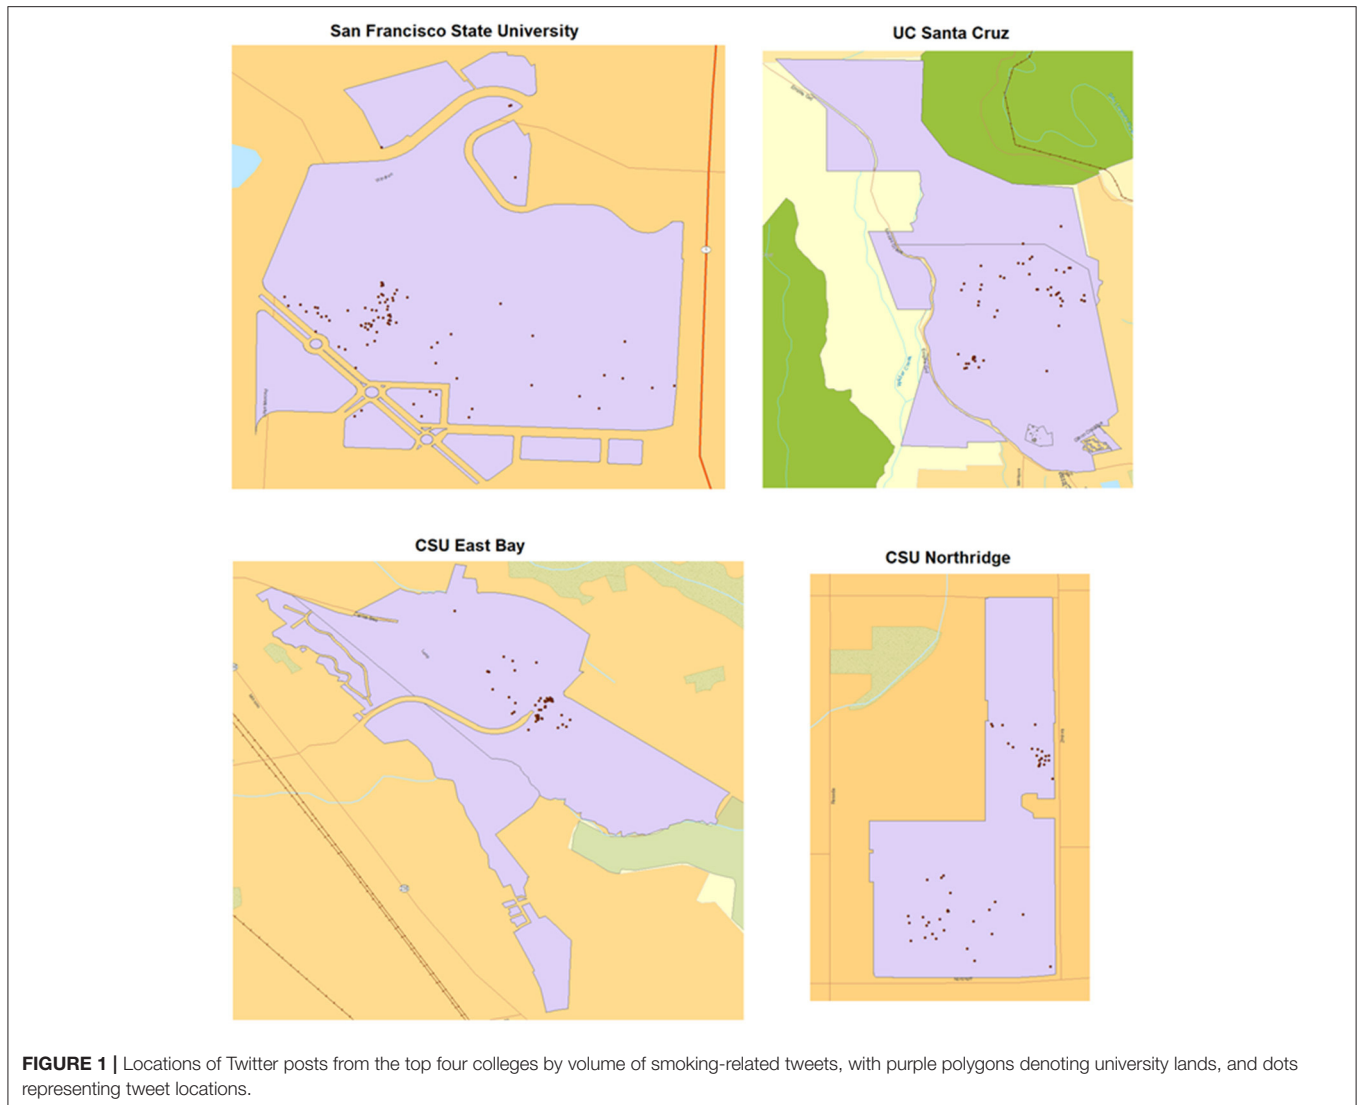 San Francisco State University
UC Santa Cruz
CSU East Bay
CSU Northridge
FIGURE 1 | Locations of Twitter posts from the top four colleges by volume of smoking-related tweets, with purple polygons denoting university lands, and dots
representing tweet locations.